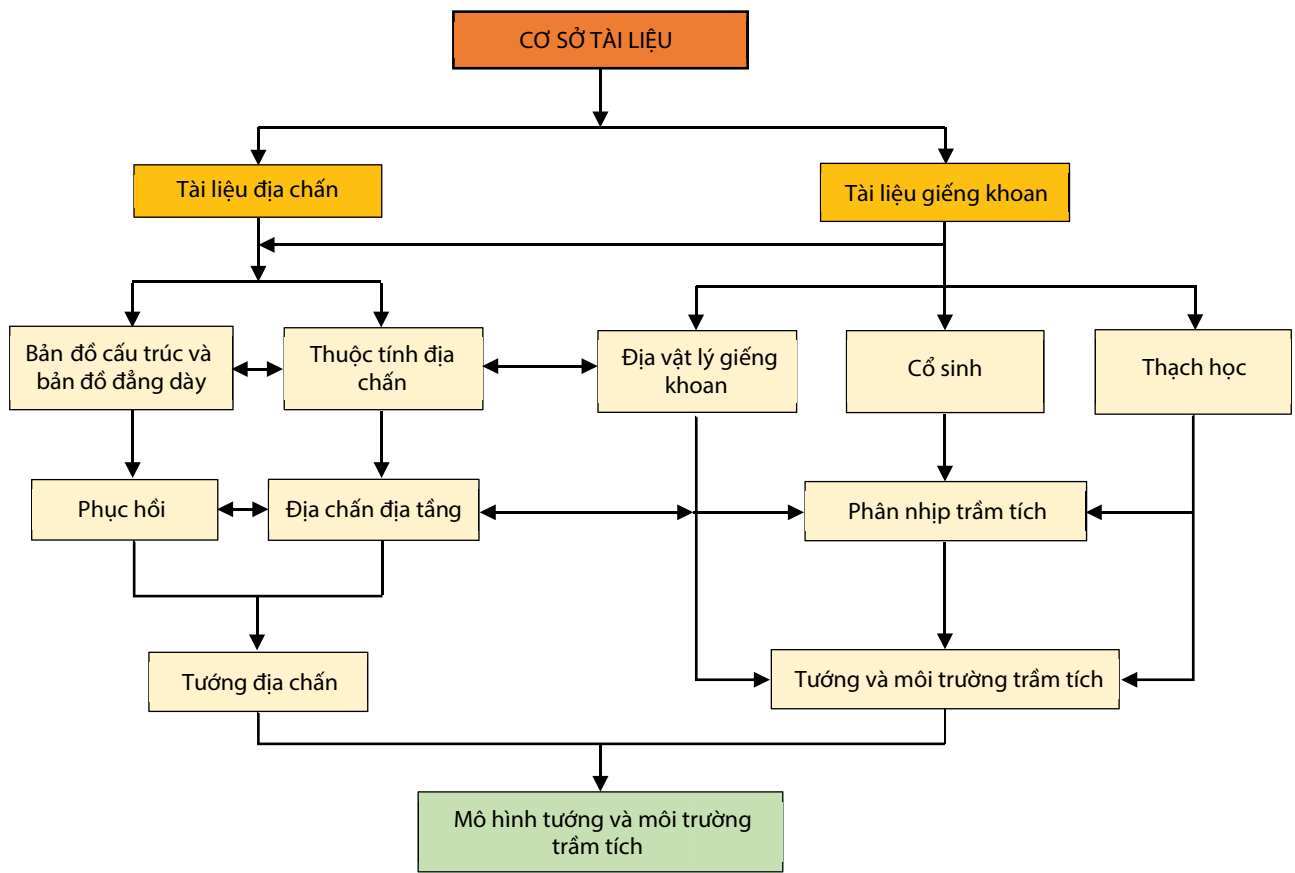 CƠ SỞ TÀI LIỆU
Tài liệu địa chấn
Tài liệu giếng khoan
Bản đồ cấu trúc và
bản đồ đẳng dày
Thuộc tính địa
chấn
Địa vật lý giếng
khoan
Cổ sinh
Thạch học
Phục hồi
Địa chấn địa tầng
Phân nhịp trầm tích
Tướng địa chấn
Tướng và môi trường trầm tích
Mô hình tướng và môi trường
trầm tích